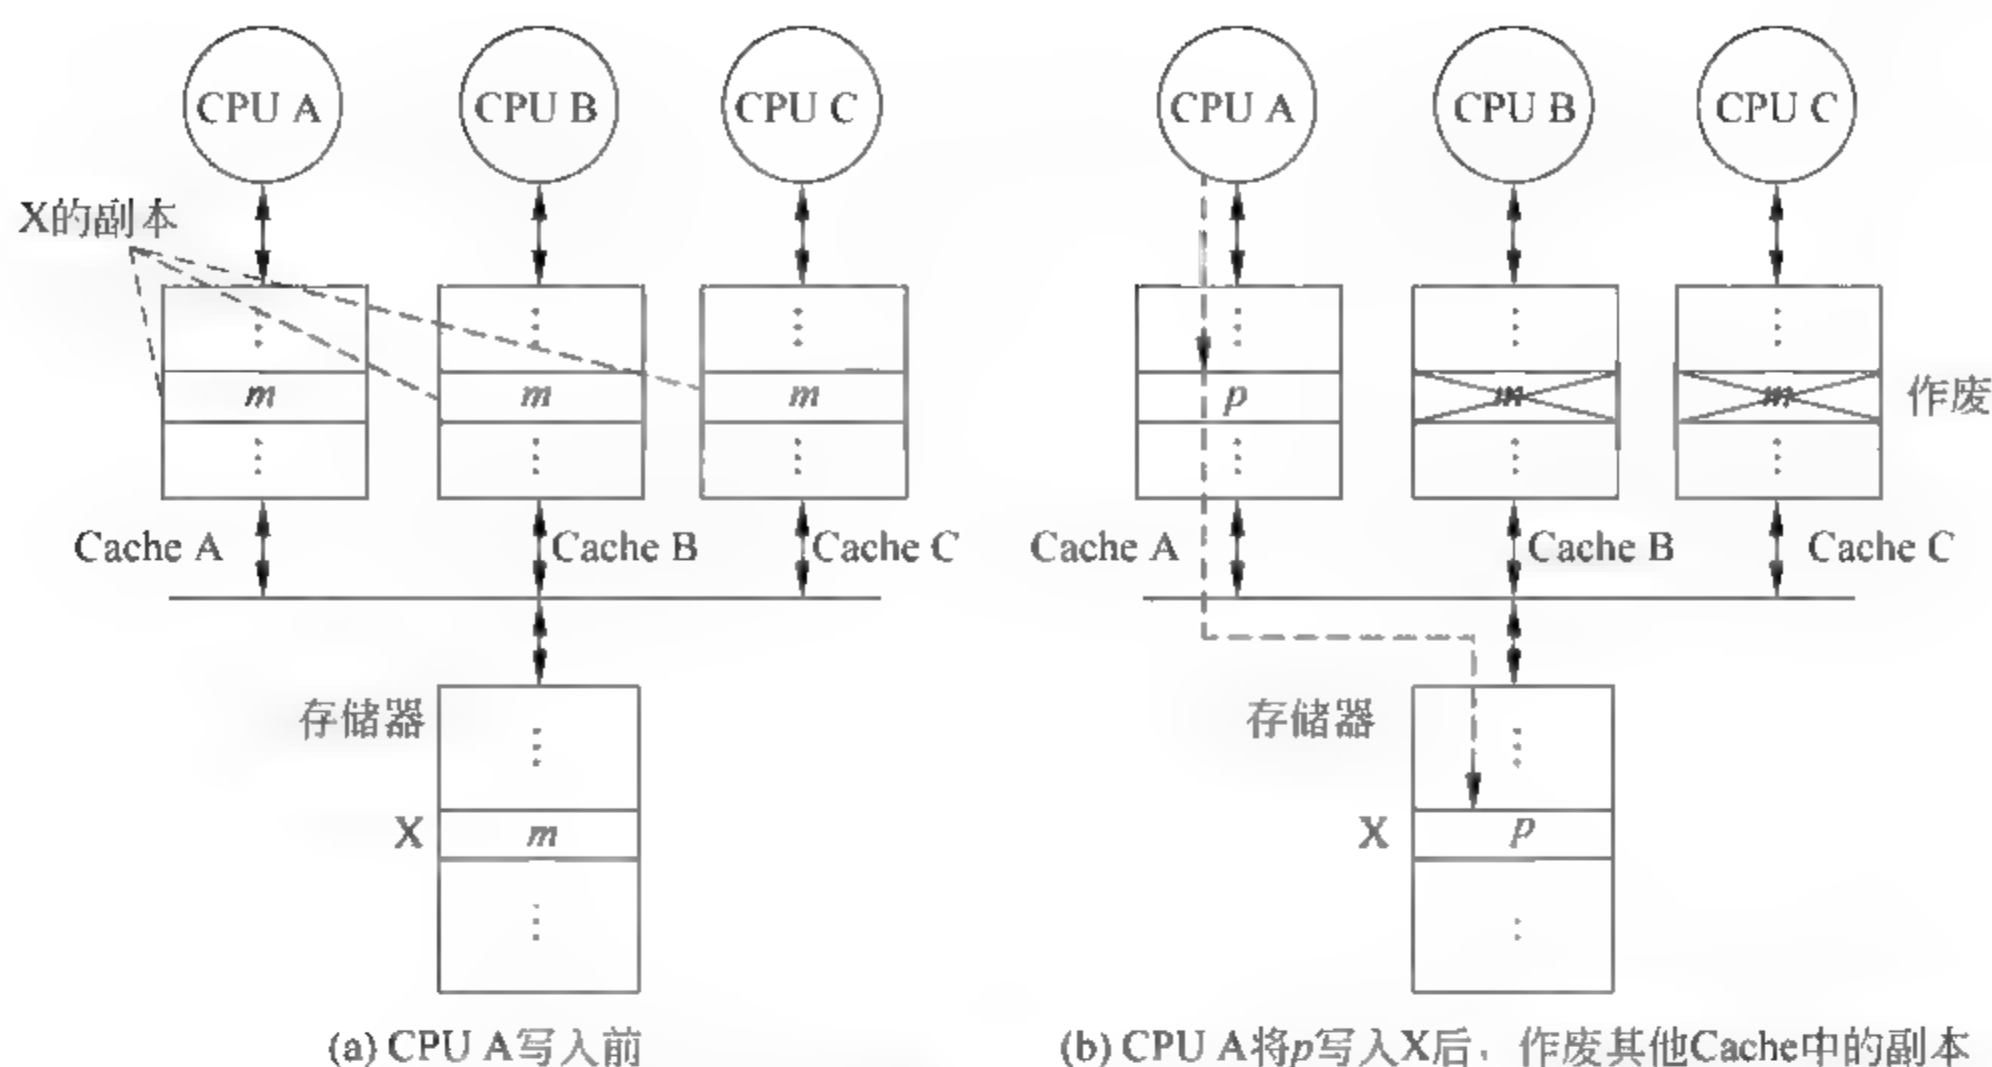 CPU A CPU B CPU C
X的副本
m m m
Cache A Cache B Cache C
存储器
X m
(a) CPU A写入前
CPU A CPU B CPU C
p m m 作废
Cache A Cache B Cache C
存储器
X p
(b) CPU A将p写入X后，作废其他Cache中的副本